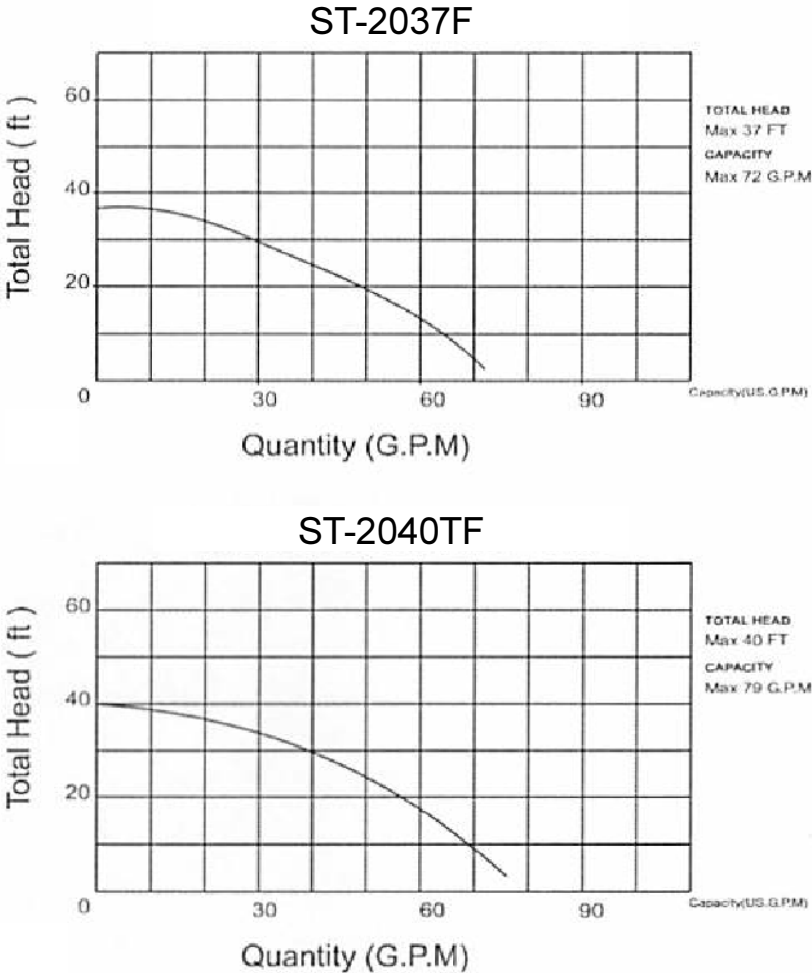 ST-2037F
Total Head ( ft )
60
40
20
0
30
60
90
Quantity (G.P.M)
TOTAL HEAD
Max 37 FT
CAPACITY
Max 72 G.P.M
Capacity(US.G.P.M)
ST-2040TF
Total Head ( ft )
60
40
20
0
30
60
90
Quantity (G.P.M)
TOTAL HEAD
Max 40 FT
CAPACITY
Max 79 G.P.M
Capacity(US.G.P.M)